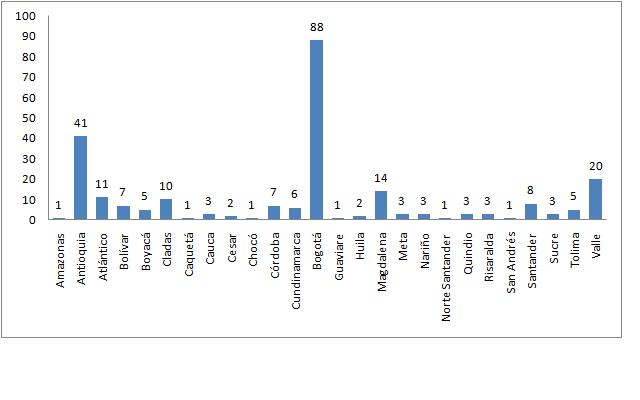 100
90
80
70
60
50
40
30
20
10
0
1
41
11
7
5
10
1
3
2
1
7
6
88
1
2
14
3
3
1
3
3
1
8
3
5
20
Amazonas
Antioquia
Atlántico
Bolívar
Boyacá
Cladas
Caquetá
Cauca
Cesar
Chocó
Córdoba
Cundinamarca
Bogotá
Guaviare
Huila
Magdalena
Meta
Nariño
Norte Santander
Quindio
Risaralda
San Andrés
Santander
Sucre
Tolima
Valle